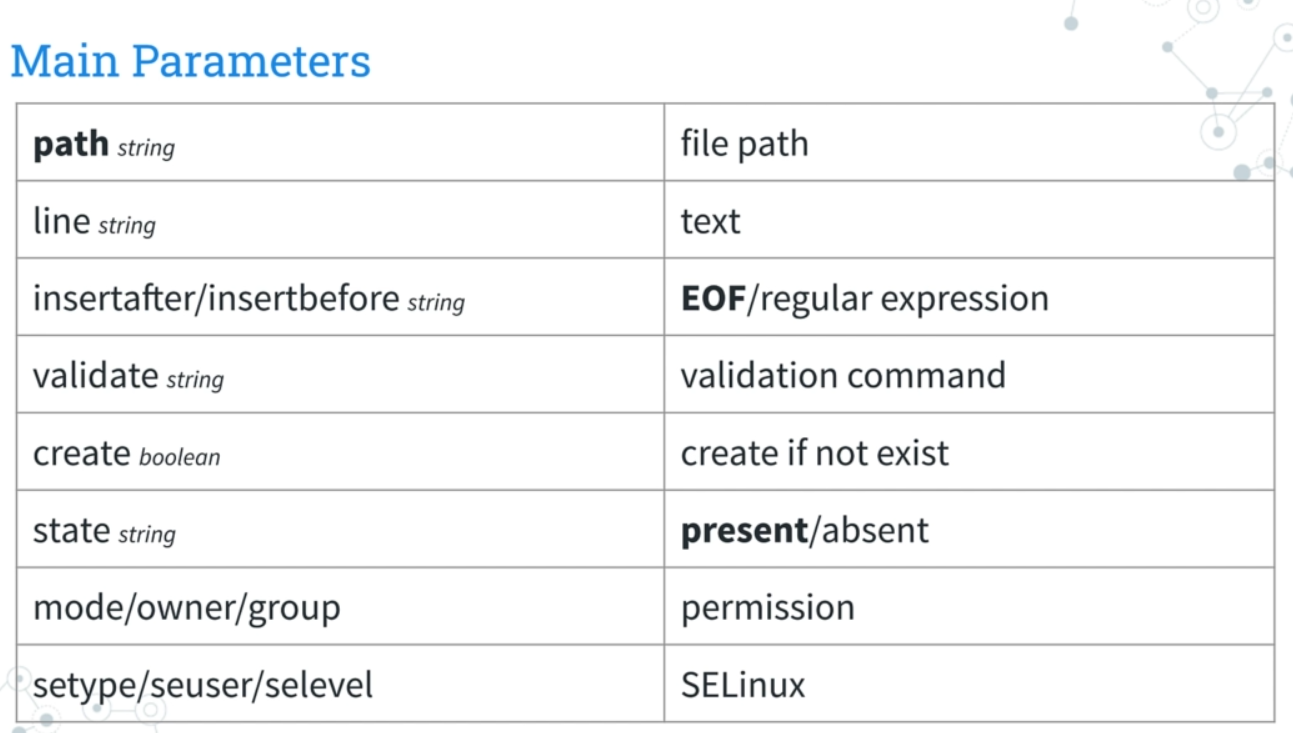 Main Parameters
path string file path
line string text
insertafter/insertbefore string EOF/regular expression
validate string validation command
create boolean create if not exist
state string present/absent
mode/owner/group permission
setype/seuser/selevel SELinux